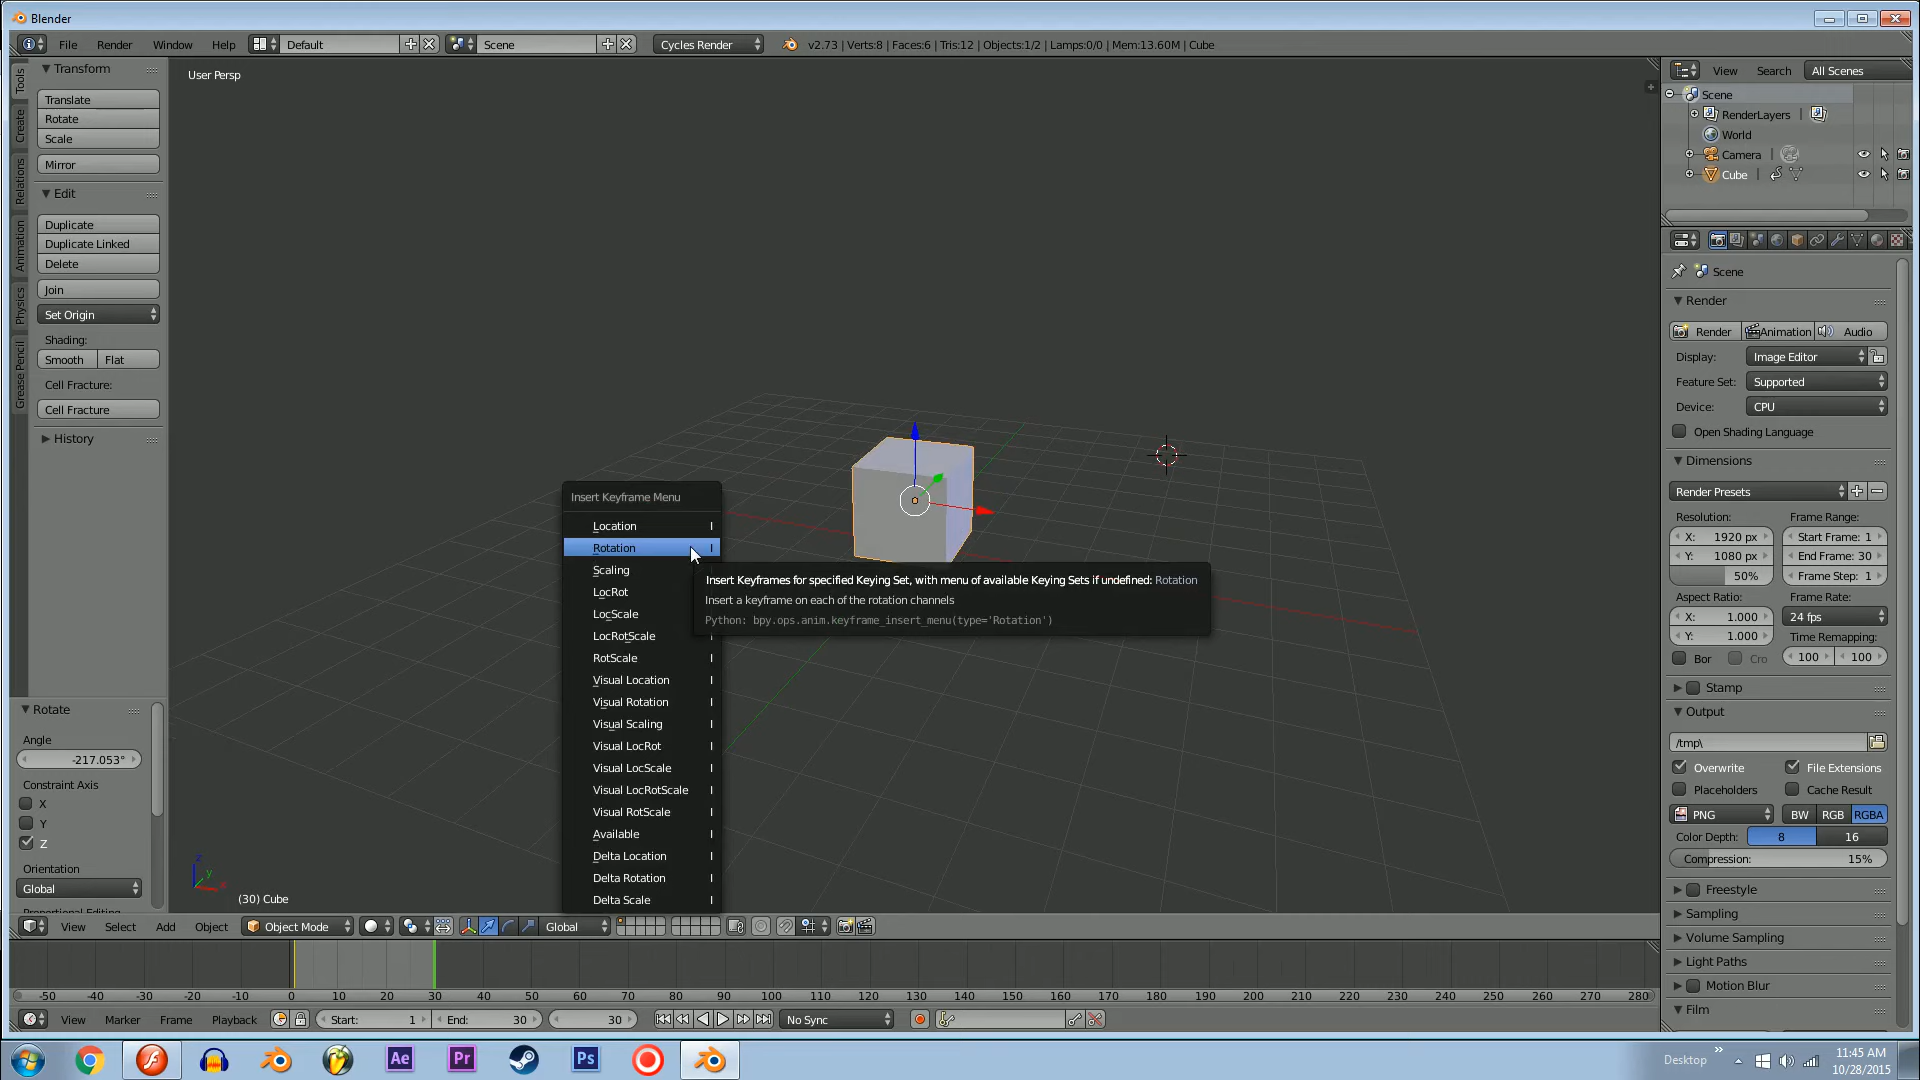 Blender
File Render Window Help Default Scene Cycles Render v2.73 | Verts:8 | Faces:6 | Tris:12 | Objects:1/2 | Lamps:0/0 | Mem:13.60M | Cube
Tools
Create
Relations
Animation
Physics
Grease Pencil
Transform
Translate
Rotate
Scale
Mirror
Edit
Duplicate
Duplicate Linked
Delete
Join
Set Origin
Shading:
Smooth Flat
Cell Fracture:
Cell Fracture
History
Rotate
Angle
-217.053°
Constraint Axis
X
Y
Z
Orientation
Global
User Persp
Insert Keyframe Menu
Location I
Rotation I
Scaling
LocRot
LocScale
LocRotScale I
RotScale I
Visual Location I
Visual Rotation I
Visual Scaling I
Visual LocRot I
Visual LocScale I
Visual LocRotScale I
Visual RotScale I
Available I
Delta Location I
Delta Rotation I
Delta Scale I
Insert Keyframes for specified Keying Set, with menu of available Keying Sets if undefined: Rotation
Insert a keyframe on each of the rotation channels
Python: bpy.ops.anim.keyframe_insert_menu(type='Rotation')
z
y
x
(30) Cube
View Select Add Object Object Mode Global
-50 -40 -30 -20 -10 0 10 20 30 40 50 60 70 80 90 100 110 120 130 140 150 160 170 180 190 200 210 220 230 240 250 260 270 280
View Marker Frame Playback Start: 1 End: 30 30 No Sync
View Search All Scenes
Scene
RenderLayers
World
Camera
Cube
Scene
Render
Render Animation Audio
Display: Image Editor
Feature Set: Supported
Device: CPU
Open Shading Language
Dimensions
Render Presets
Resolution: Frame Range:
X: 1920 px Start Frame: 1
Y: 1080 px End Frame: 30
50% Frame Step: 1
Aspect Ratio: Frame Rate:
X: 1.000 24 fps
Y: 1.000 Time Remapping:
Bor Cro 100 100
Stamp
Output
/tmp\
Overwrite File Extensions
Placeholders Cache Result
PNG BW RGB RGBA
Color Depth: 8 16
Compression: 15%
Freestyle
Sampling
Volume Sampling
Light Paths
Motion Blur
Film
Ae Pr Ps Desktop 11:45 AM
10/28/2015